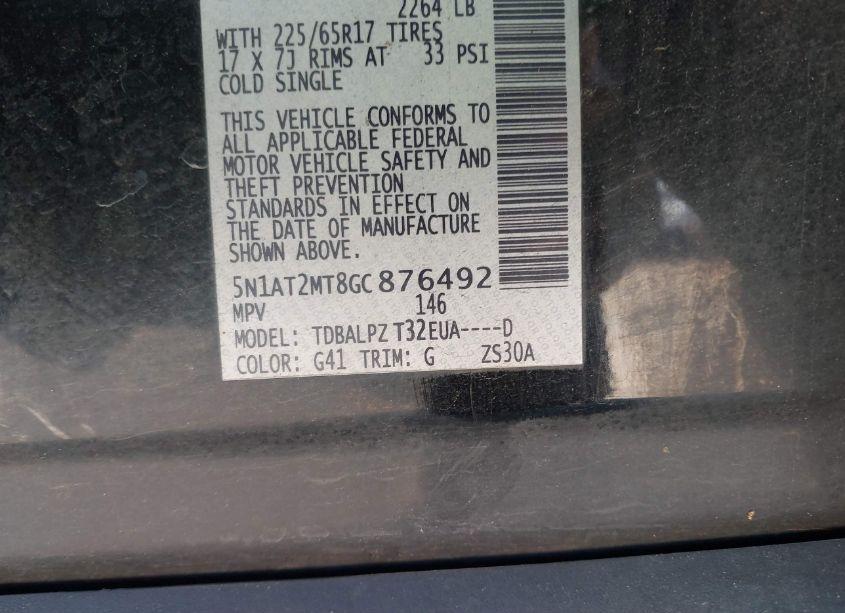 2264 LB
WITH 225/65R17 TIRES
17 X 7J RIMS AT 33 PSI
COLD SINGLE
THIS VEHICLE CONFORMS TO
ALL APPLICABLE FEDERAL
MOTOR VEHICLE SAFETY AND
THEFT PREVENTION
STANDARDS IN EFFECT ON
THE DATE OF MANUFACTURE
SHOWN ABOVE.
5N1AT2MT8GC876492
MPV 146
MODEL: TDBALPZ T32EUA----D
COLOR: G41 TRIM: G ZS30A